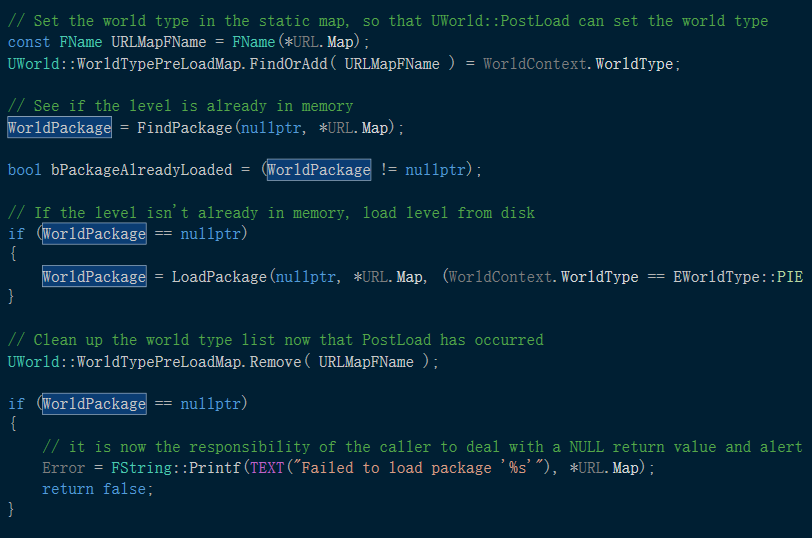 // Set the world type in the static map, so that UWorld::PostLoad can set the world type
const FName URLMapFName = FName(*URL.Map);
UWorld::WorldTypePreLoadMap.FindOrAdd( URLMapFName ) = WorldContext.WorldType;
// See if the level is already in memory
WorldPackage = FindPackage(nullptr, *URL.Map);
bool bPackageAlreadyLoaded = (WorldPackage != nullptr);
// If the level isn't already in memory, load level from disk
if (WorldPackage == nullptr)
{
WorldPackage = LoadPackage(nullptr, *URL.Map, (WorldContext.WorldType == EWorldType::PIE
}
// Clean up the world type list now that PostLoad has occurred
UWorld::WorldTypePreLoadMap.Remove( URLMapFName );
if (WorldPackage == nullptr)
{
// it is now the responsibility of the caller to deal with a NULL return value and alert
Error = FString::Printf(TEXT("Failed to load package '%s'"), *URL.Map);
return false;
}